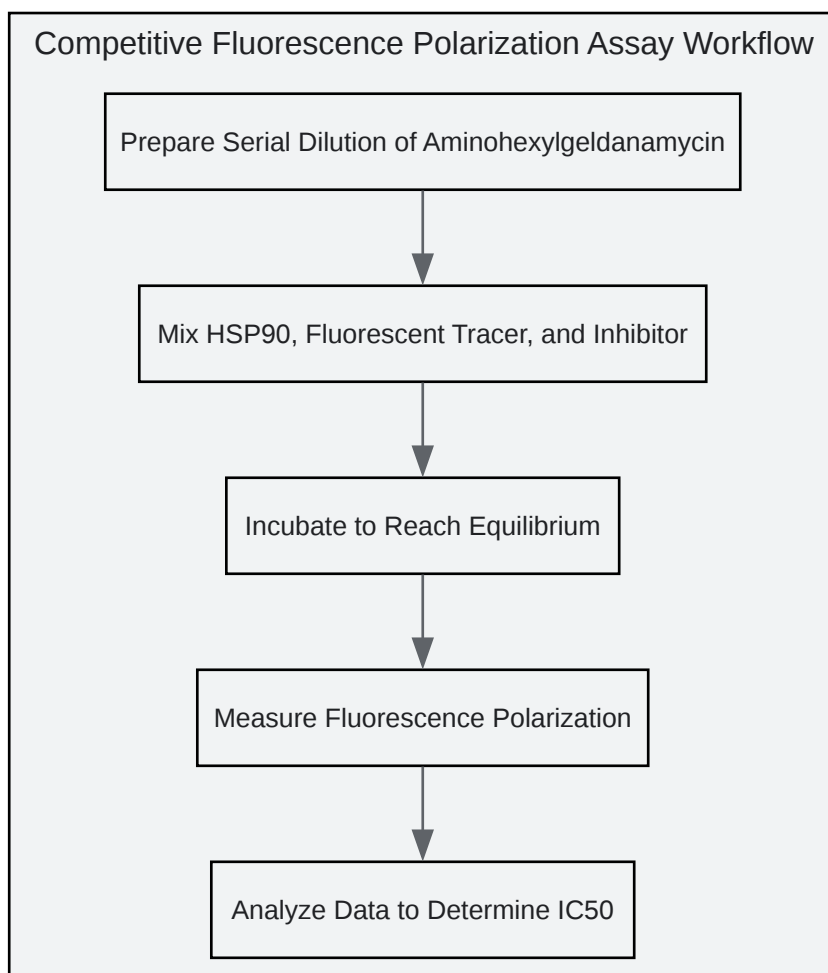 Competitive Fluorescence Polarization Assay Workflow
Prepare Serial Dilution of Aminohexylgeldanamycin
Mix HSP90, Fluorescent Tracer, and Inhibitor
Incubate to Reach Equilibrium
Measure Fluorescence Polarization
Analyze Data to Determine IC50